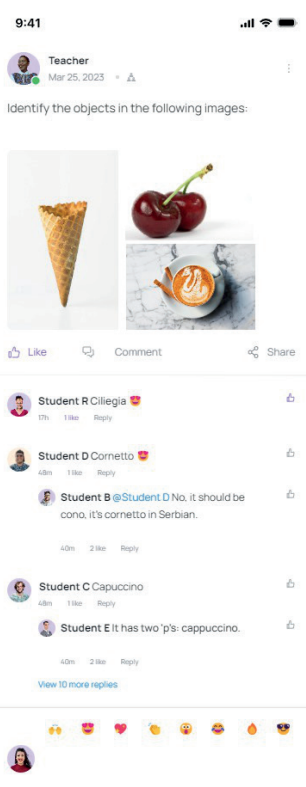 9:41
Teacher
Mar 25, 2023
Identify the objects in the following images:
Like
Comment
Share
Student R Ciliegia
17h 1 like Reply
Student D Cornetto
48m 1 like Reply
Student B @Student D No, it should be
cono, it's cornetto in Serbian.
40m 2 like Reply
Student C Capuccino
48m 1 like Reply
Student E It has two 'p's: cappuccino.
40m 2 like Reply
View 10 more replies